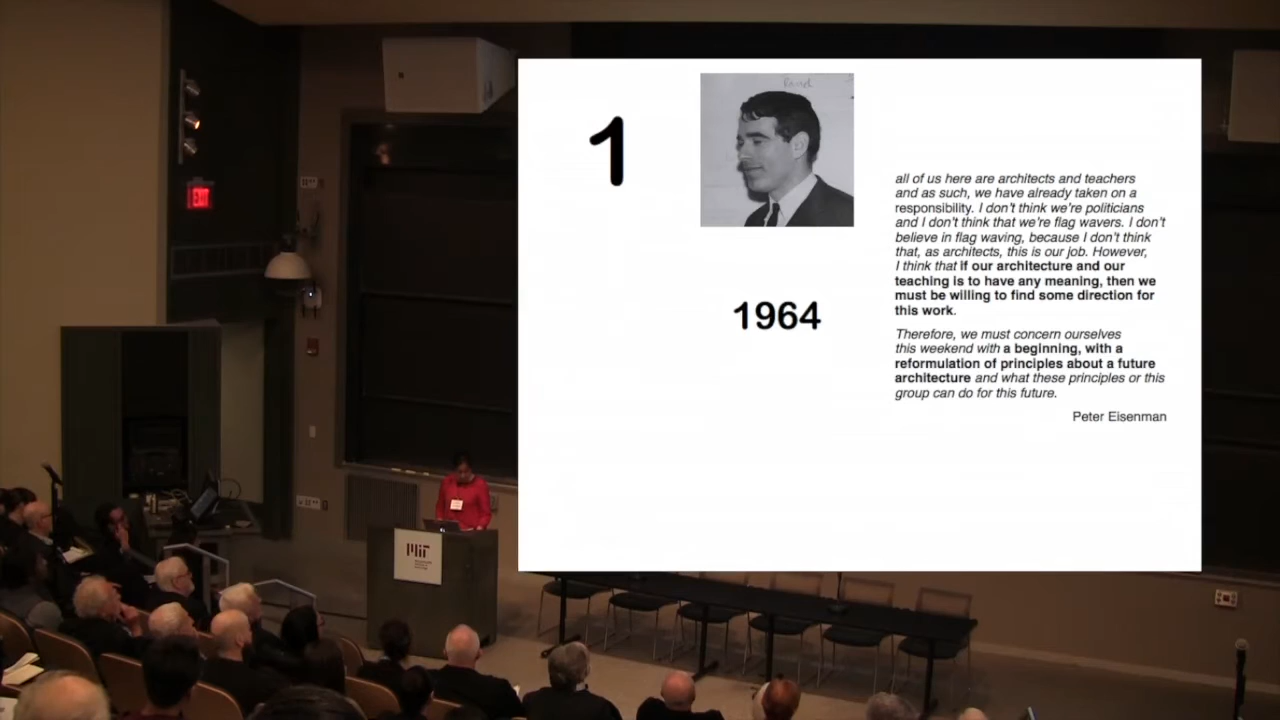 EXIT
1
1964
all of us here are architects and teachers
and as such, we have already taken on a
responsibility. I don't think we're politicians
and I don't think that we're flag wavers. I don't
believe in flag waving, because I don't think
that, as architects, this is our job. However,
I think that if our architecture and our
teaching is to have any meaning, then we
must be willing to find some direction for
this work.
Therefore, we must concern ourselves
this weekend with a beginning, with a
reformulation of principles about a future
architecture and what these principles or this
group can do for this future.
Peter Eisenman
MIT